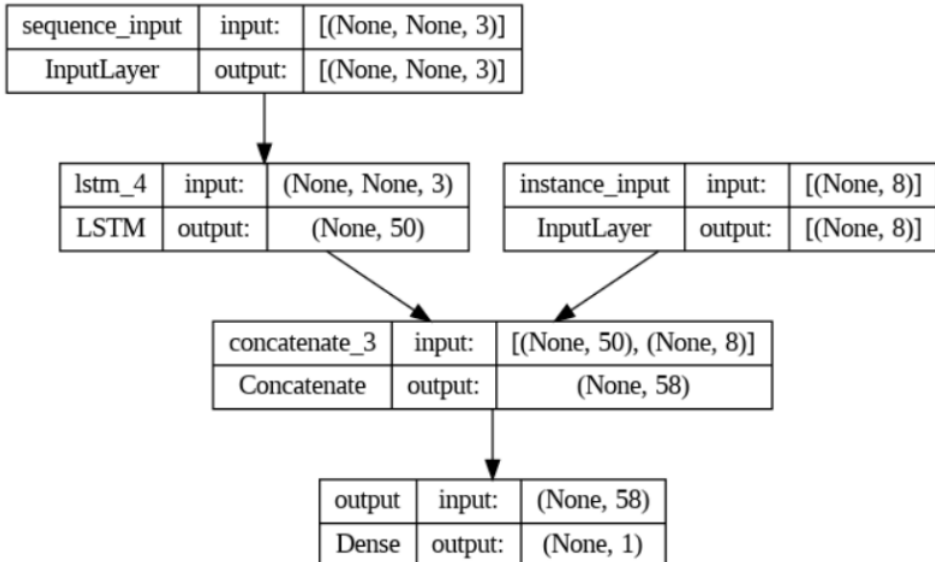 sequence_input input: [(None, None, 3)]
InputLayer output: [(None, None, 3)]
lstm_4 input: (None, None, 3)
LSTM output: (None, 50)
instance_input input: [(None, 8)]
InputLayer output: [(None, 8)]
concatenate_3 input: [(None, 50), (None, 8)]
Concatenate output: (None, 58)
output input: (None, 58)
Dense output: (None, 1)